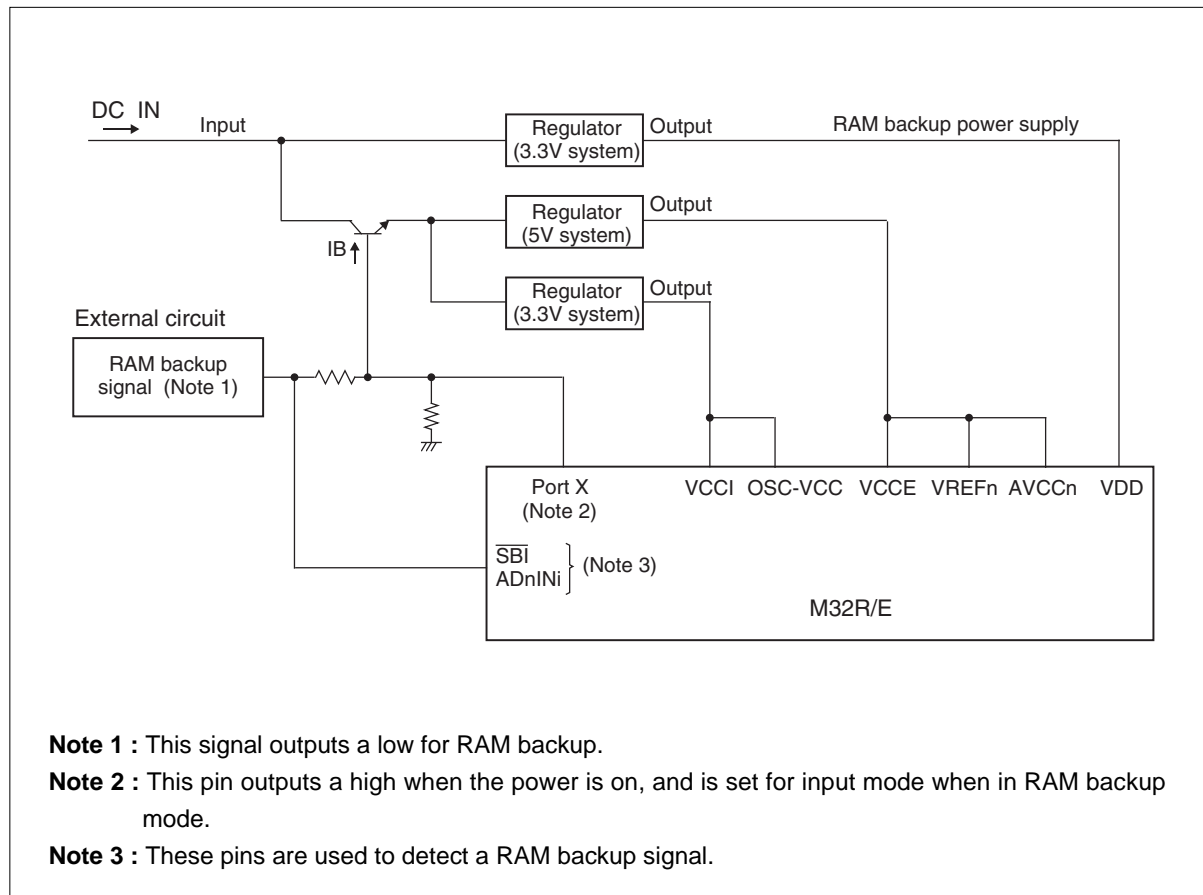 DC IN
Input
Regulator
(3.3V system)
Output
RAM backup power supply
Regulator
(5V system)
Output
IB
Regulator
(3.3V system)
Output
External circuit
RAM backup
signal (Note 1)
Port X
(Note 2)
VCCI
OSC-VCC
VCCE
VREFn
AVCCn
VDD
SBI
ADnINi
(Note 3)
M32R/E
Note 1 : This signal outputs a low for RAM backup.
Note 2 : This pin outputs a high when the power is on, and is set for input mode when in RAM backup
mode.
Note 3 : These pins are used to detect a RAM backup signal.